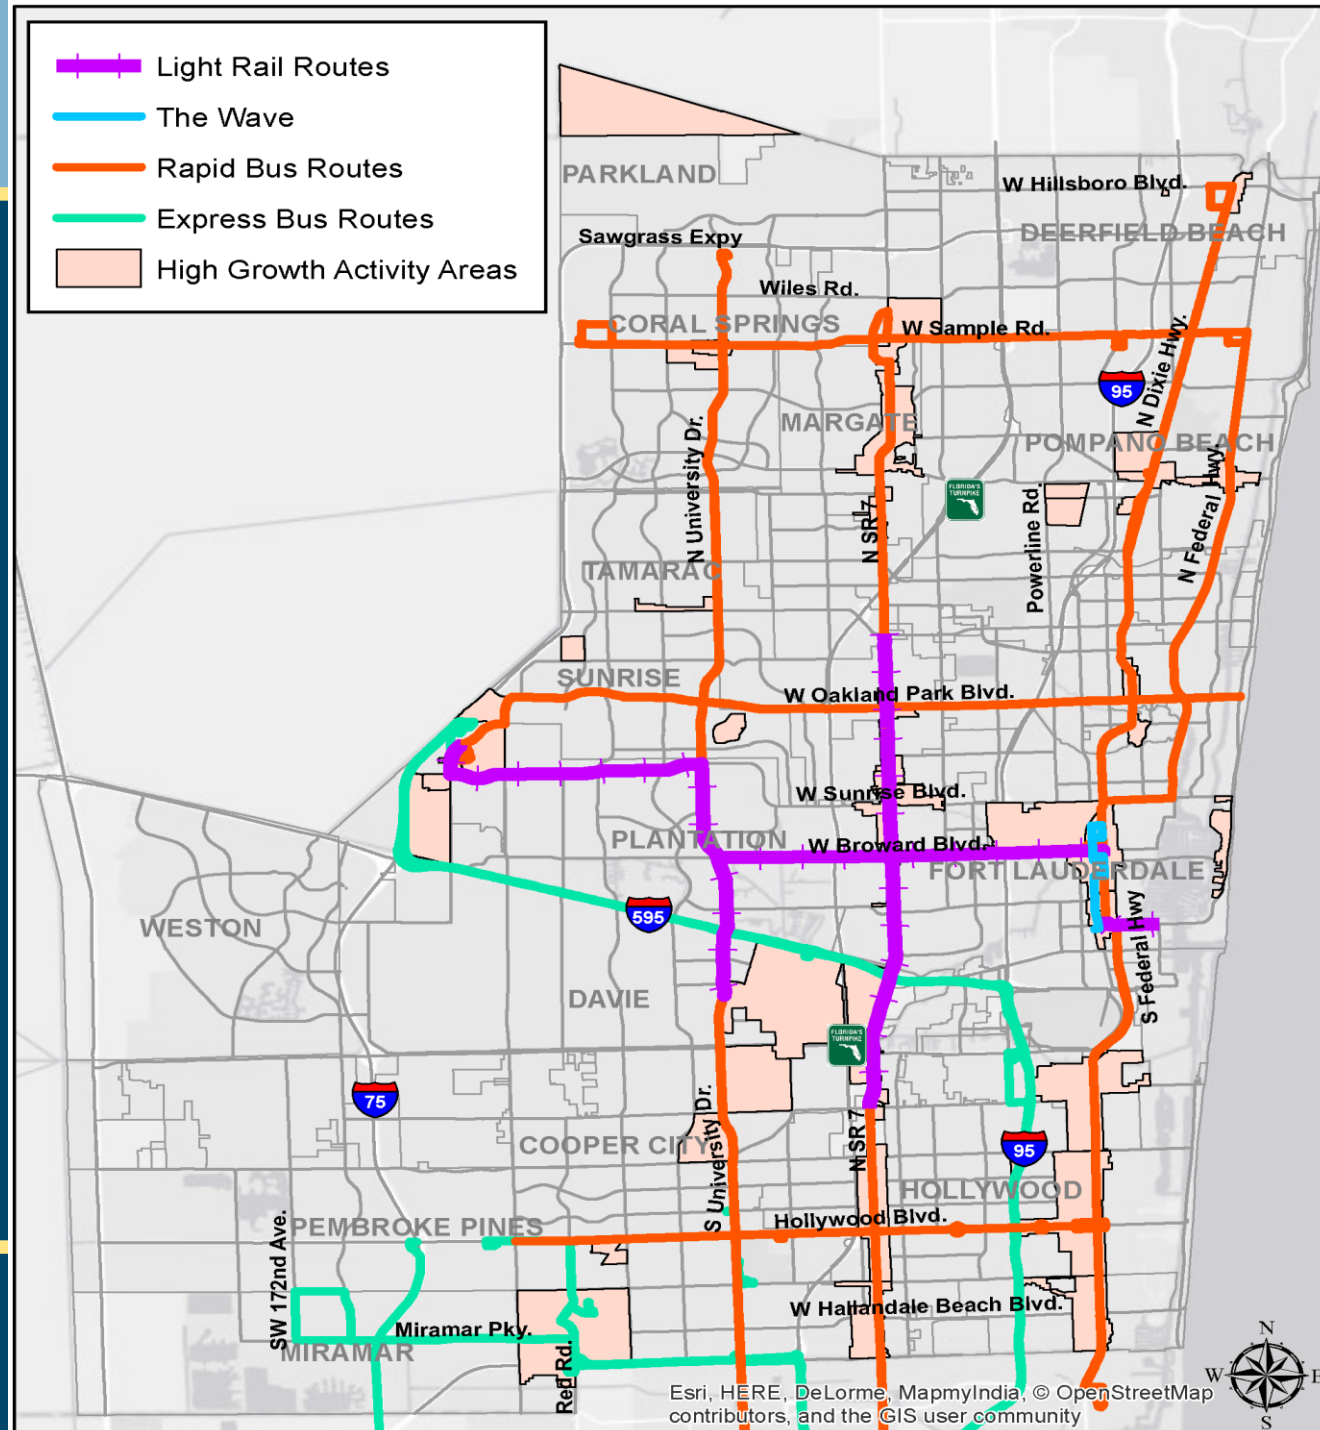 Light Rail Routes
The Wave
Rapid Bus Routes
Express Bus Routes
High Growth Activity Areas
PARKLAND
W Hillsboro Blvd.
DEERFIELD BEACH
Sawgrass Expy
Wiles Rd.
CORAL SPRINGS
W Sample Rd.
N Dixie Hwy.
95
MARGATE
POMPANO BEACH
N University Dr.
FLORIDA'S
TURNPIKE
N SR 7
Powerline Rd.
N Federal Hwy.
TAMARAC
SUNRISE
W Oakland Park Blvd.
W Sunrise Blvd.
PLANTATION
W Broward Blvd.
FORT LAUDERDALE
WESTON
595
S Federal Hwy
DAVIE
FLORIDA'S
TURNPIKE
75
COOPER CITY
S University Dr.
N SR 7
95
HOLLYWOOD
Hollywood Blvd.
PEMBROKE PINES
SW 172nd Ave.
W Hallandale Beach Blvd.
Miramar Pky.
MIRAMAR
Red Rd.
N
W
E
S
Esri, HERE, DeLorme, MapmyIndia, © OpenStreetMap
contributors, and the GIS user community